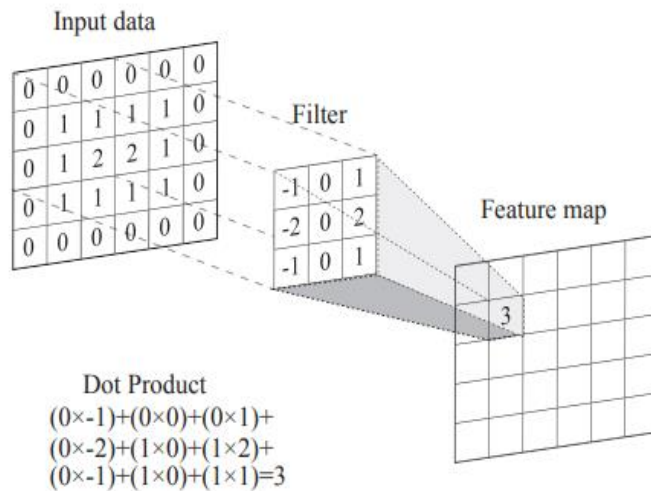 Input data
0 0 0 0 0 0
0 1 1 1 1 0
0 1 2 2 1 0
0 1 1 1 1 0
0 0 0 0 0 0
Filter
-1 0 1
-2 0 2
-1 0 1
Feature map
3
Dot Product
(0×-1)+(0×0)+(0×1)+
(0×-2)+(1×0)+(1×2)+
(0×-1)+(1×0)+(1×1)=3